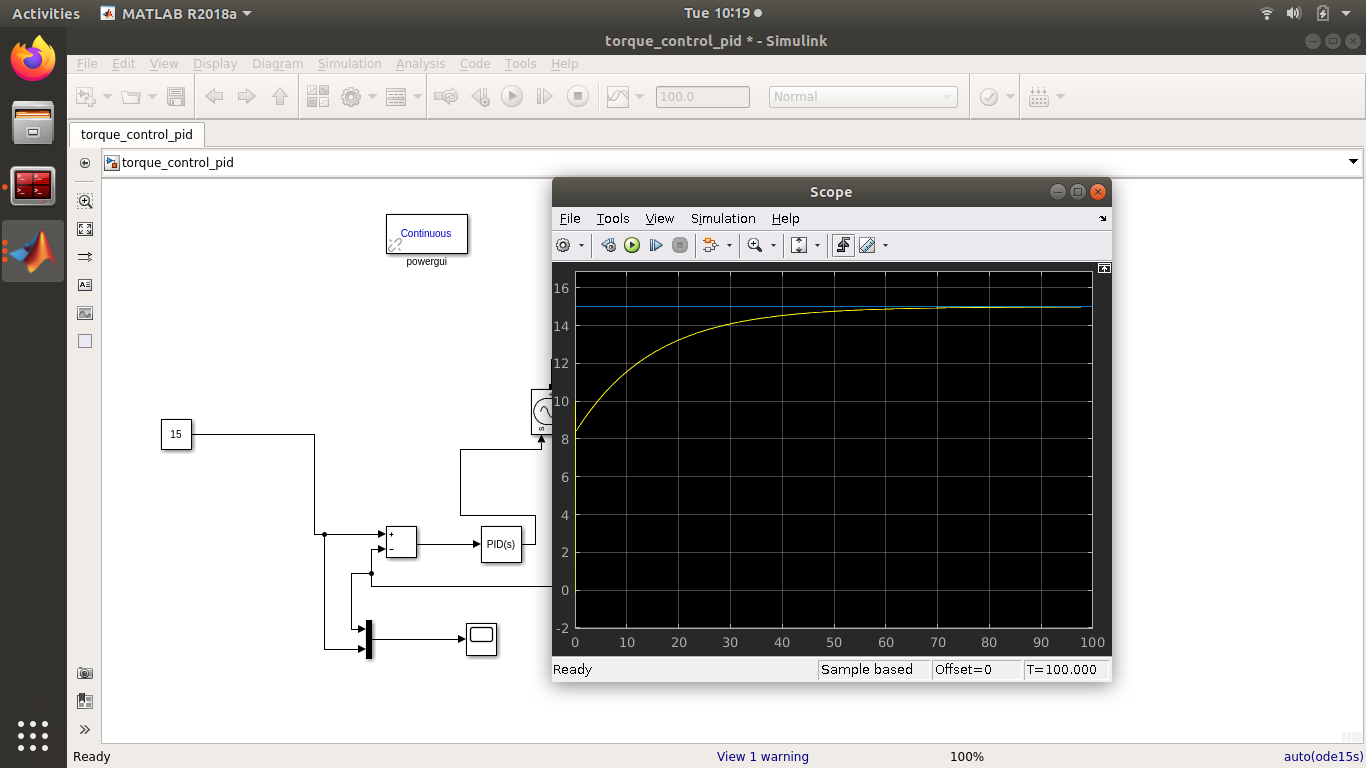 Activities MATLAB R2018a Tue 10:19
torque_control_pid * - Simulink
File Edit View Display Diagram Simulation Analysis Code Tools Help
100.0 Normal
torque_control_pid
torque_control_pid
Continuous
powergui
15
s
+
−
PID(s)
Scope
File Tools View Simulation Help
16
14
12
10
8
6
4
2
0
-2
0 10 20 30 40 50 60 70 80 90 100
Ready Sample based Offset=0 T=100.000
Ready View 1 warning 100% auto(ode15s)